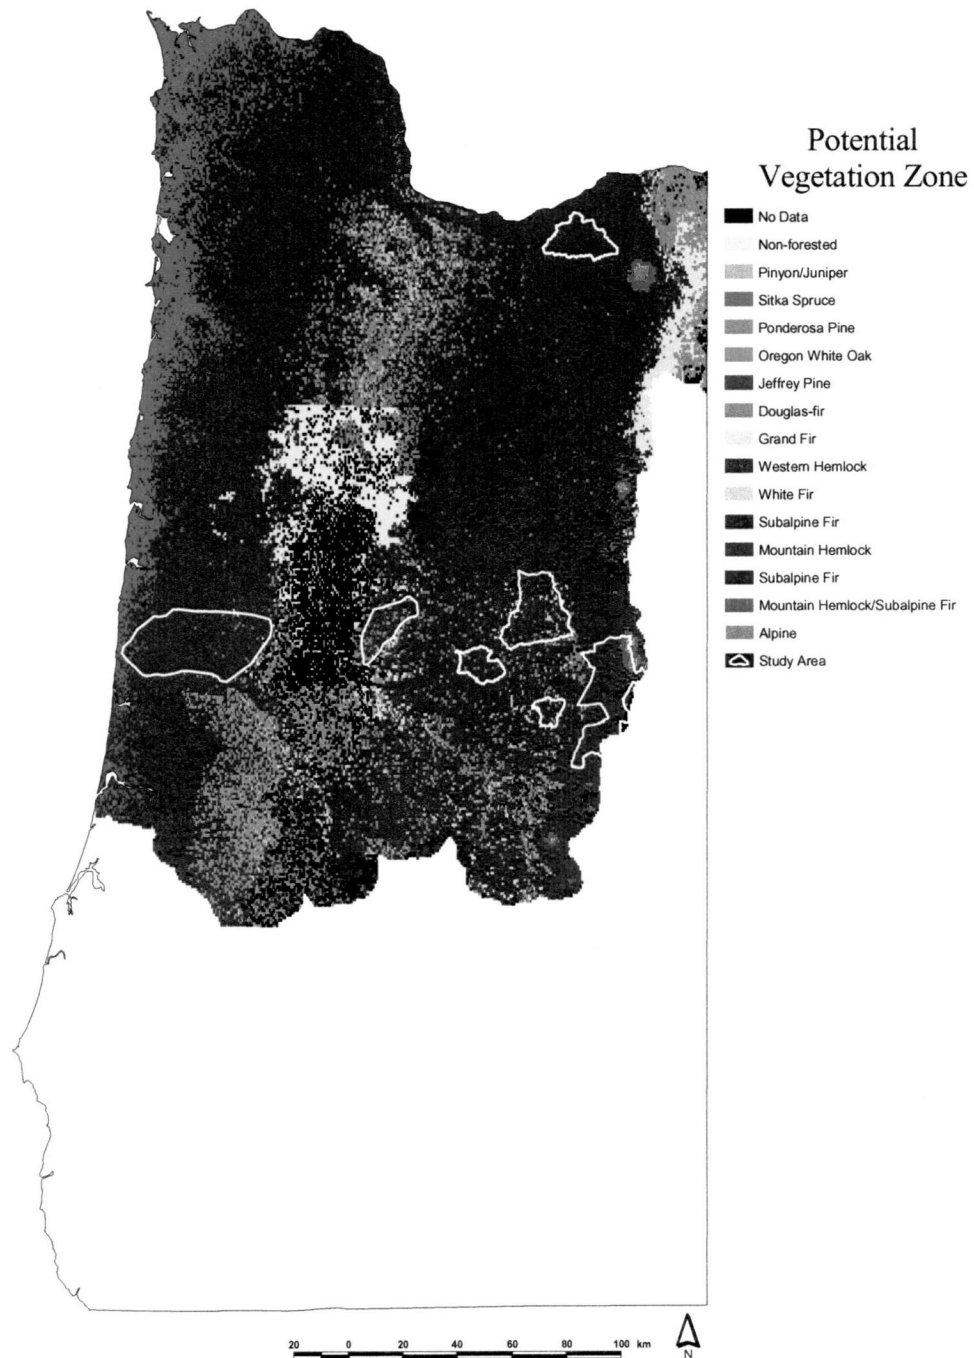 Potential
Vegetation Zone
No Data
Non-forested
Pinyon/Juniper
Sitka Spruce
Ponderosa Pine
Oregon White Oak
Jeffrey Pine
Douglas-fir
Grand Fir
Western Hemlock
White Fir
Subalpine Fir
Mountain Hemlock
Subalpine Fir
Mountain Hemlock/Subalpine Fir
Alpine
Study Area
20 0 20 40 60 80 100 km
N